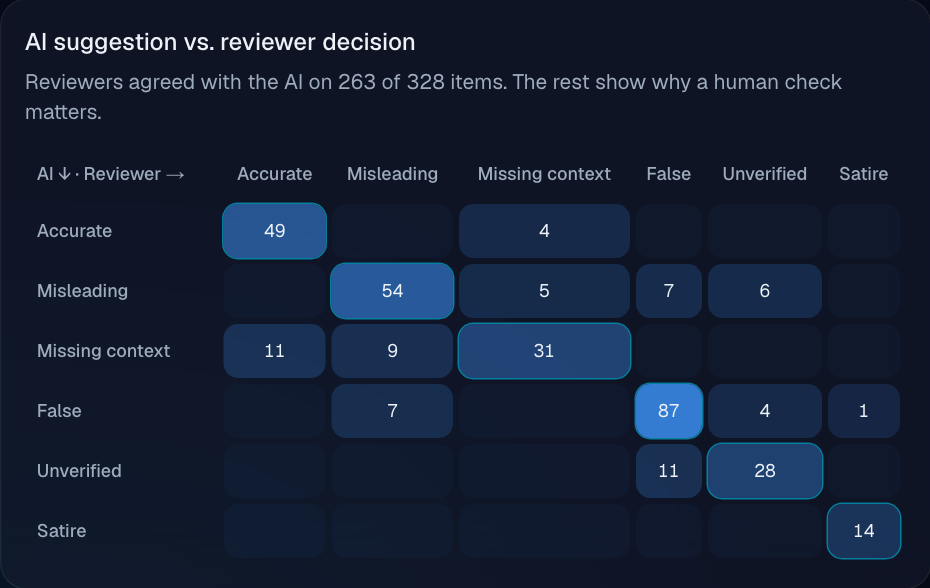 AI suggestion vs. reviewer decision
Reviewers agreed with the AI on 263 of 328 items. The rest show why a human check
matters.
AI ↓ · Reviewer → Accurate Misleading Missing context False Unverified Satire
Accurate 49 4
Misleading 54 5 7 6
Missing context 11 9 31
False 7 87 4 1
Unverified 11 28
Satire 14